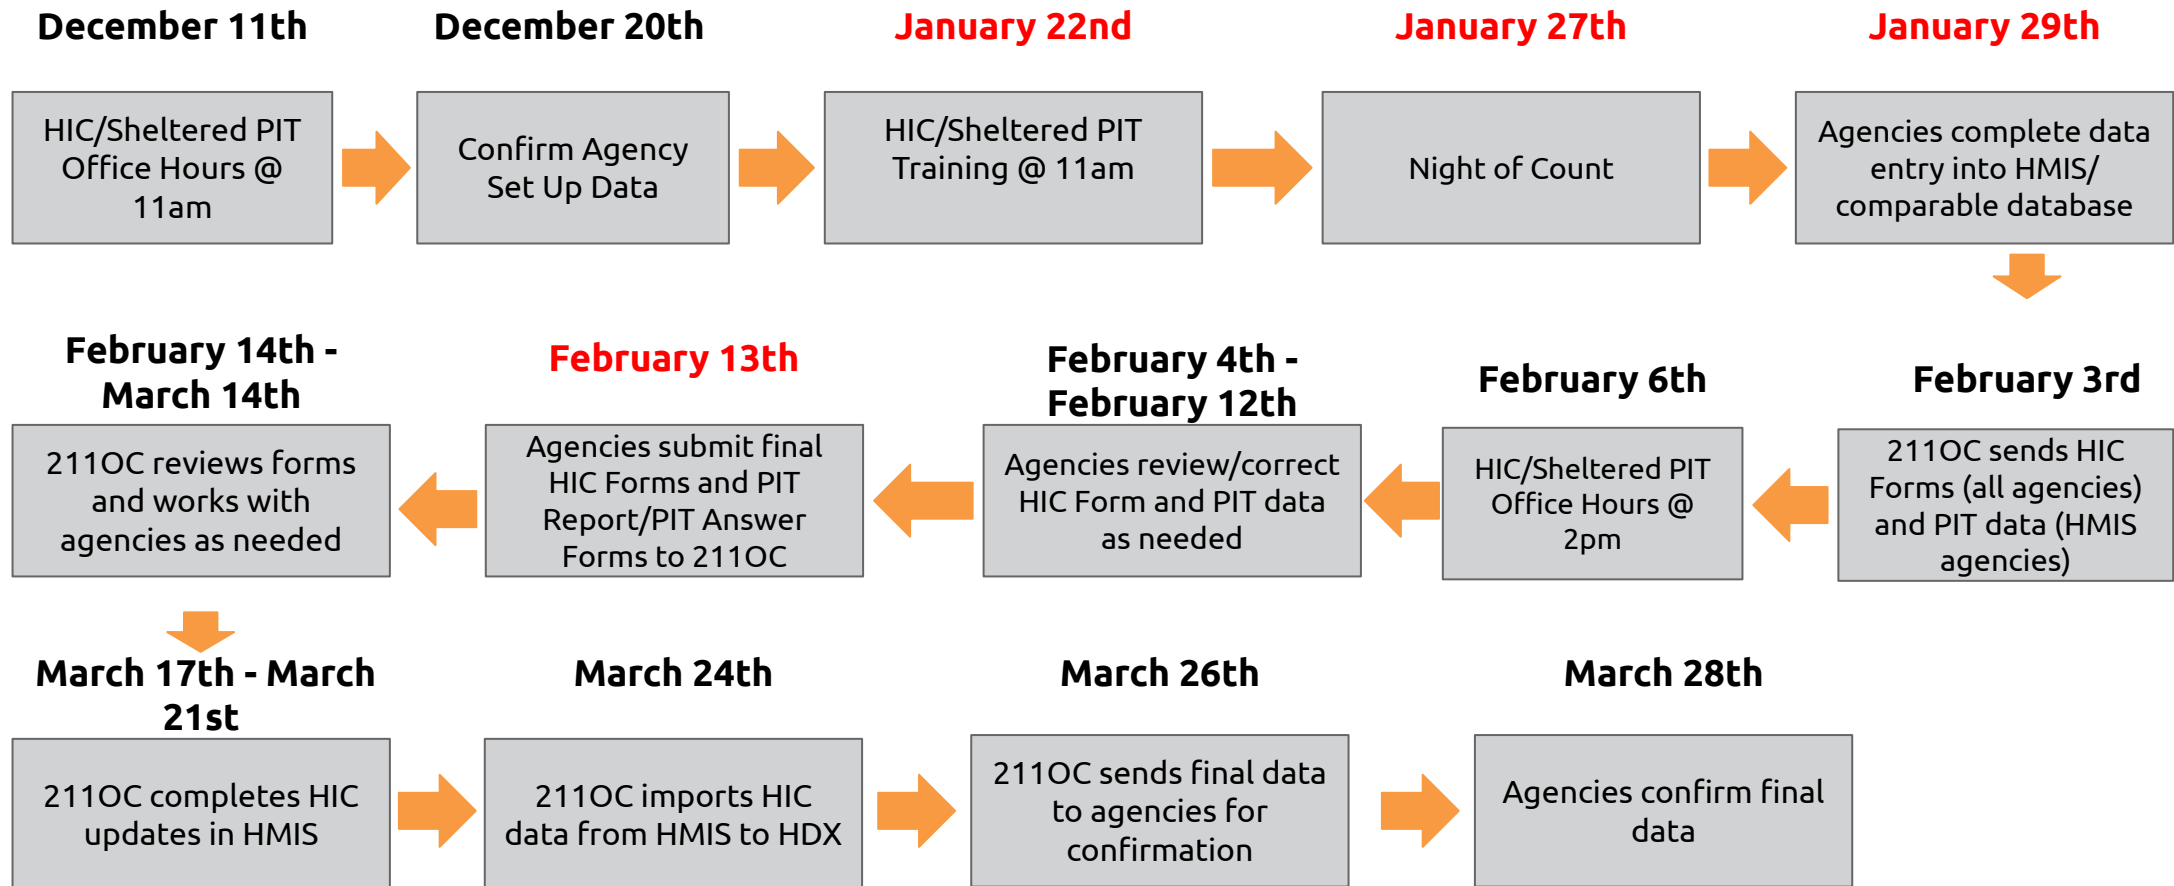 December 11th
HIC/Sheltered PIT
Office Hours @
11am
December 20th
Confirm Agency
Set Up Data
January 22nd
HIC/Sheltered PIT
Training @ 11am
January 27th
Night of Count
January 29th
Agencies complete data
entry into HMIS/
comparable database
February 3rd
211OC sends HIC
Forms (all agencies)
and PIT data (HMIS
agencies)
February 6th
HIC/Sheltered PIT
Office Hours @
2pm
February 4th -
February 12th
Agencies review/correct
HIC Form and PIT data
as needed
February 13th
Agencies submit final
HIC Forms and PIT
Report/PIT Answer
Forms to 211OC
February 14th -
March 14th
211OC reviews forms
and works with
agencies as needed
March 17th - March
21st
211OC completes HIC
updates in HMIS
March 24th
211OC imports HIC
data from HMIS to HDX
March 26th
211OC sends final data
to agencies for
confirmation
March 28th
Agencies confirm final
data